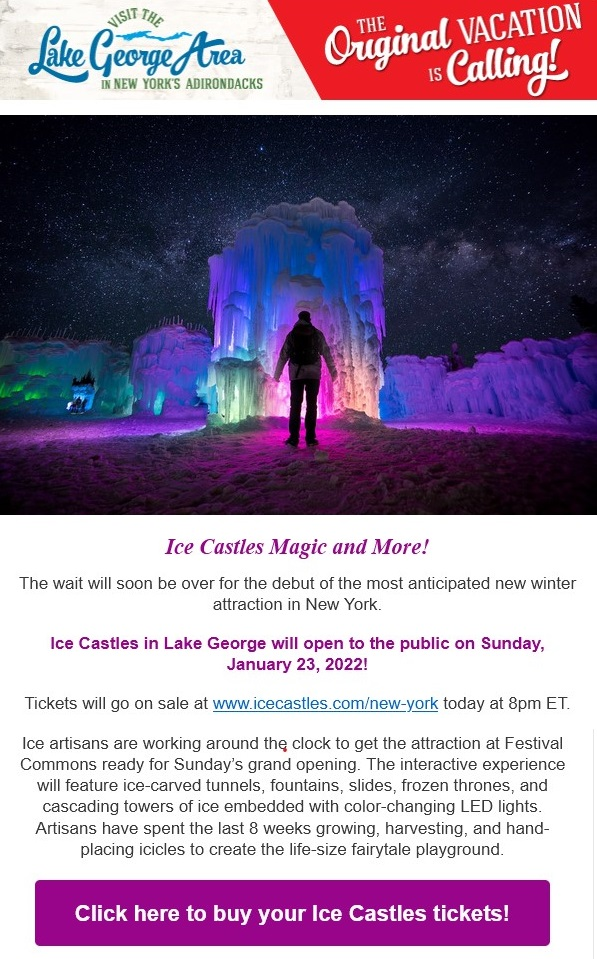 VISIT THE
Lake George Area
IN NEW YORK'S ADIRONDACKS
THE
Original VACATION
IS Calling!
Ice Castles Magic and More!
The wait will soon be over for the debut of the most anticipated new winter
attraction in New York.
Ice Castles in Lake George will open to the public on Sunday,
January 23, 2022!
Tickets will go on sale at www.icecastles.com/new-york today at 8pm ET.
Ice artisans are working around the clock to get the attraction at Festival
Commons ready for Sunday’s grand opening. The interactive experience
will feature ice-carved tunnels, fountains, slides, frozen thrones, and
cascading towers of ice embedded with color-changing LED lights.
Artisans have spent the last 8 weeks growing, harvesting, and hand-
placing icicles to create the life-size fairytale playground.
Click here to buy your Ice Castles tickets!